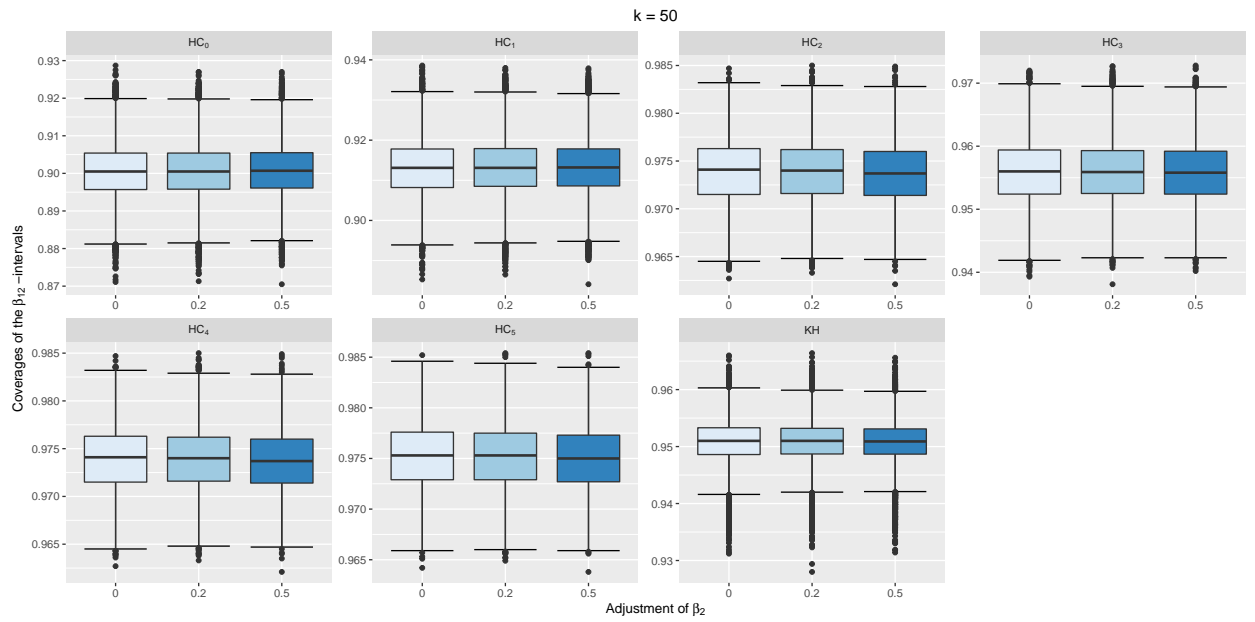 k = 50
HC₀ HC₁ HC₂ HC₃
0.93 0.92 0.91 0.90 0.89 0.88 0.87
0.94 0.92 0.90
0.985 0.980 0.975 0.970 0.965
0.97 0.96 0.95 0.94
0 0.2 0.5 0 0.2 0.5 0 0.2 0.5 0 0.2 0.5
HC₄ HC₅ KH
0.985 0.980 0.975 0.970 0.965
0.985 0.980 0.975 0.970 0.965
0.96 0.95 0.94 0.93
0 0.2 0.5 0 0.2 0.5 0 0.2 0.5
Coverages of the β₁₂−intervals
Adjustment of β₂